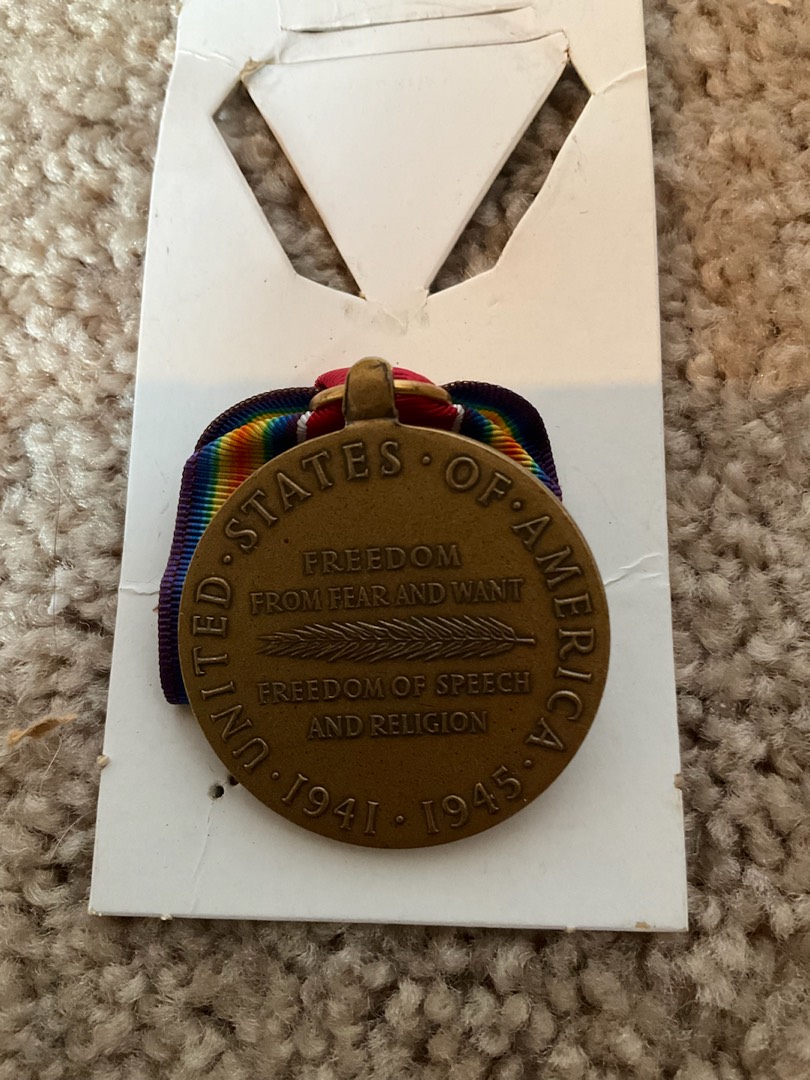 UNITED · STATES · OF · AMERICA · 1941 · 1945 ·
FREEDOM
FROM FEAR AND WANT
FREEDOM OF SPEECH
AND RELIGION